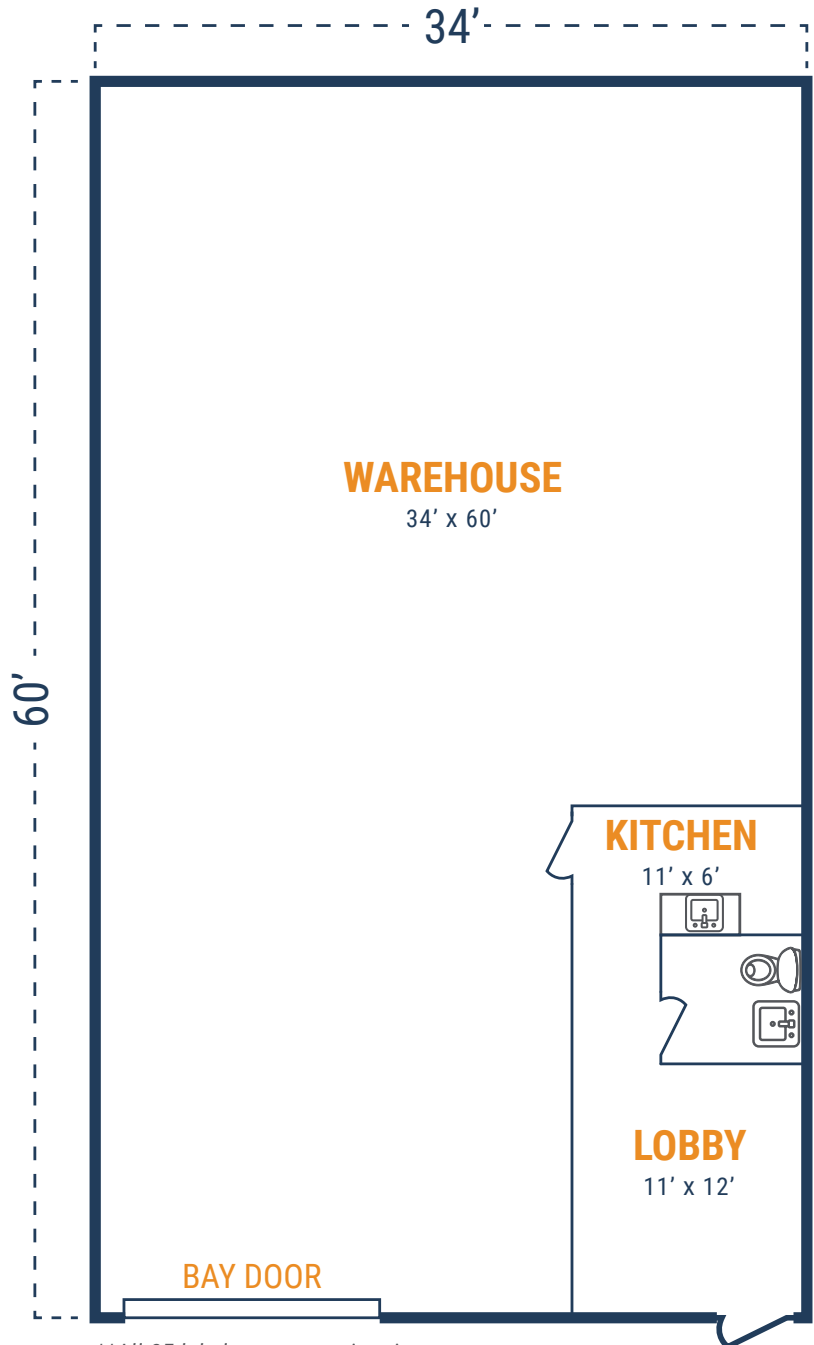 34’
WAREHOUSE
34’ x 60’
60’
KITCHEN
11’ x 6’
LOBBY
11’ x 12’
BAY DOOR